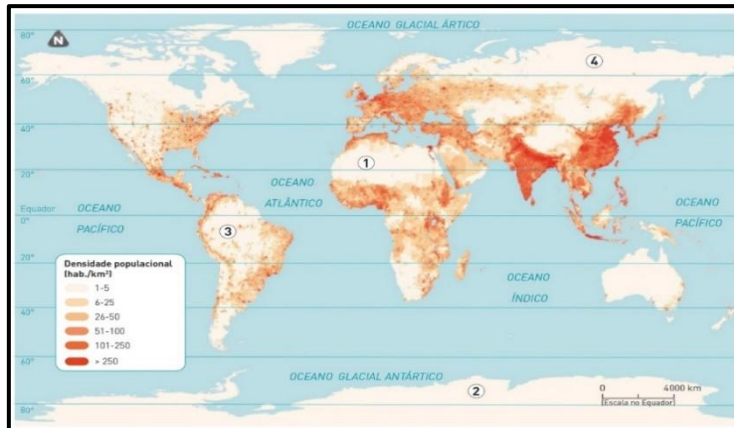 OCEANO GLACIAL ÁRTICO
N
80°
4
60°
40°
1
20°
OCEANO
ATLÂNTICO
OCEANO
PACÍFICO
Equador
0°
OCEANO
PACÍFICO
3
Densidade populacional
(hab./km²)
1-5
6-25
26-50
51-100
101-250
> 250
20°
OCEANO
ÍNDICO
40°
60°
OCEANO GLACIAL ANTÁRTICO
2
0 4000 km
Escala no Equador
80°